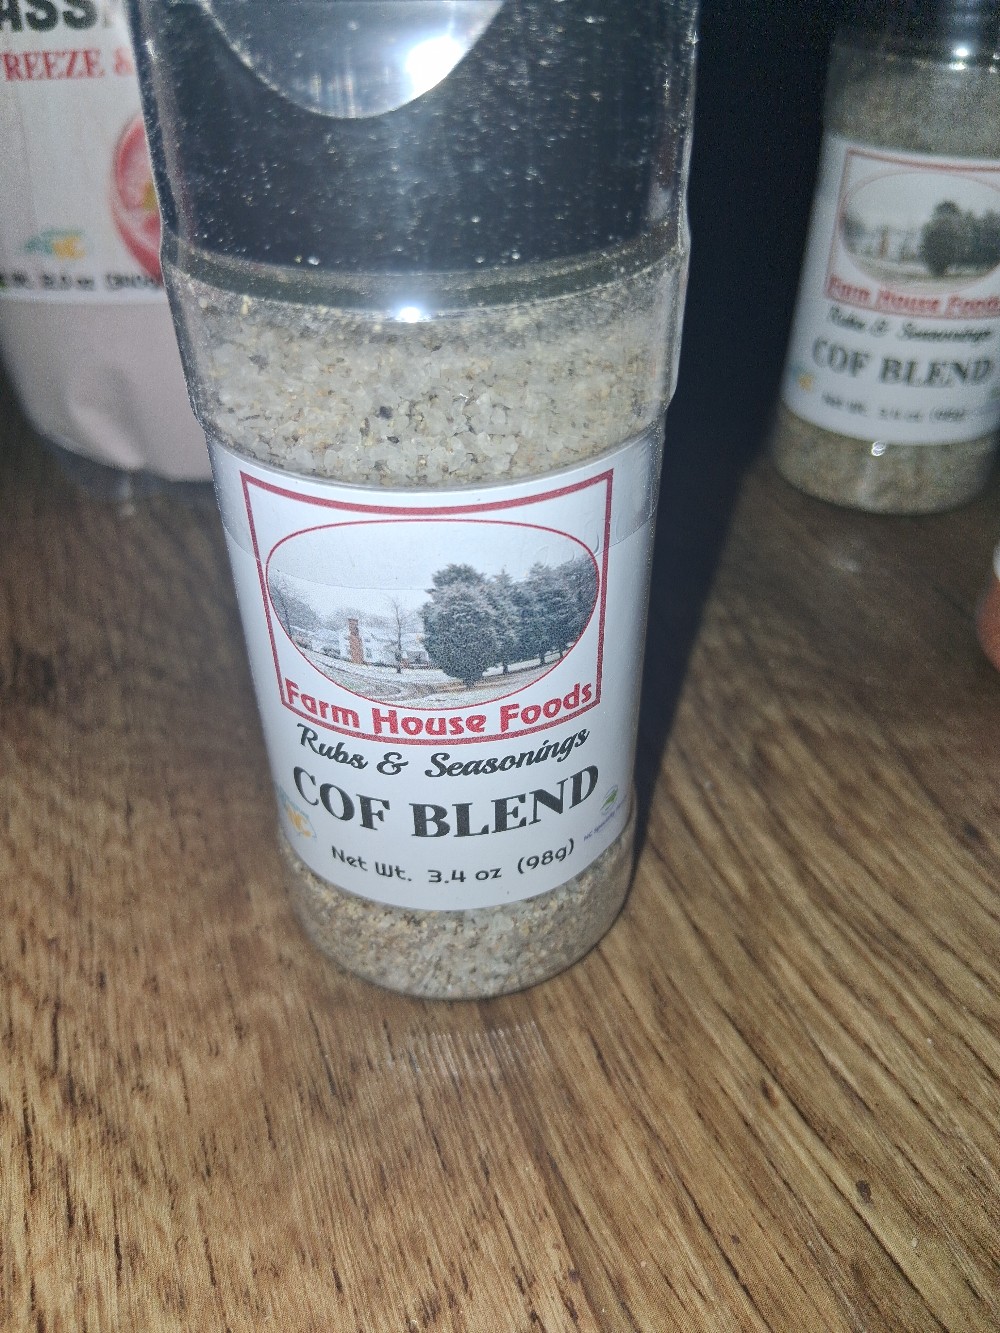 Farm House Foods
Rubs & Seasonings
COF BLEND
Net Wt. 3.4 oz (98g)
REEZE &
Farm House Foods
Rubs & Seasonings
COF BLEND